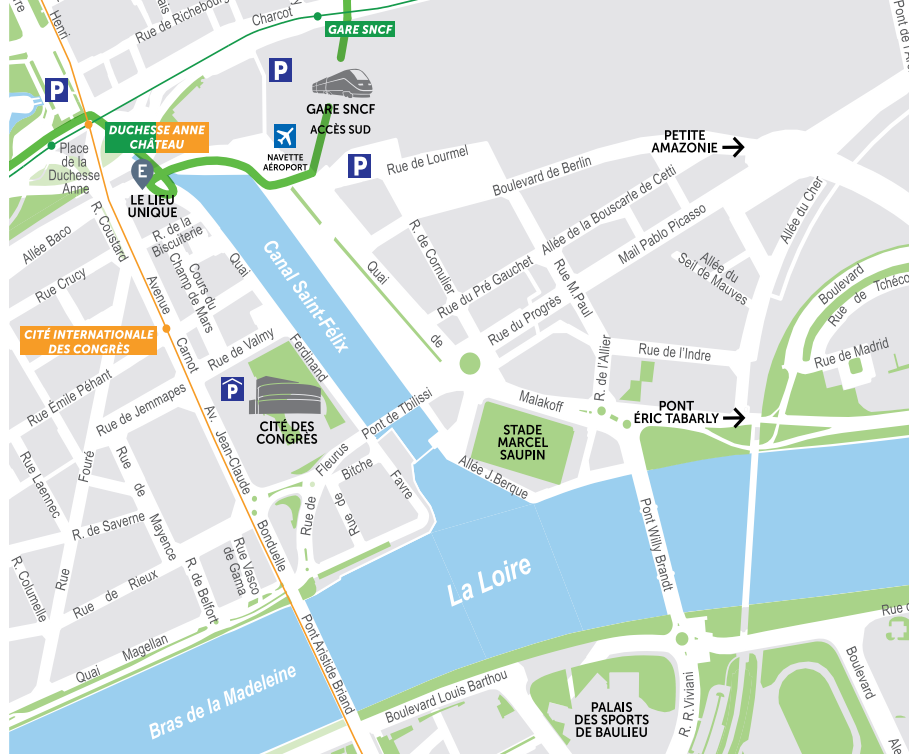 Henri
Rue de Richebourg
Charcot
GARE SNCF
P
P
GARE SNCF
ACCÈS SUD
DUCHESSE ANNE
CHÂTEAU
NAVETTE
AÉROPORT
P
Place
de la
Duchesse
Anne
E
LE LIEU
UNIQUE
Rue de Lourmel
Boulevard de Berlin
PETITE
AMAZONIE
Allée de la Bouscarle de Cetti
Mail Pablo Picasso
Allée du Cher
Allée du
Seil de Mauves
Allée Baco
R. Coustard
R. de la
Biscuiterie
Quai
Canal Saint-Félix
Quai
de
R. de Cornulier
Rue du Pré Gauchet
Rue M.Paul
Rue du Progrès
Boulevard
Rue de Tchéco
Rue Crucy
Avenue
Cours du
Champ de Mars
CITÉ INTERNATIONALE
DES CONGRÈS
Carnot
Rue de Valmy
Ferdinand
Rue de l'Indre
Rue de Madrid
R. de l'Allier
Rue Émile Péhant
Rue de Jemmapes
P
CITÉ DES
CONGRÈS
Pont de Tbilissi
Malakoff
PONT
ÉRIC TABARLY
STADE
MARCEL
SAUPIN
Allée J.Berque
Av. Jean-Claude
Fleurus
Rue de
Bitche
Rue de
Favre
Rue Laennec
Fouré
Rue
Rue
de
Mayence
R. de Saverne
Bonduelle
Rue Vasco
de Gama
R. Columelle
Rue de Rieux
R. de Belfort
La Loire
Pont Willy Brandt
Quai Magellan
Pont Aristide Briand
Bras de la Madeleine
Boulevard Louis Barthou
PALAIS
DES SPORTS
DE BAULIEU
R. R.Viviani
Boulevard